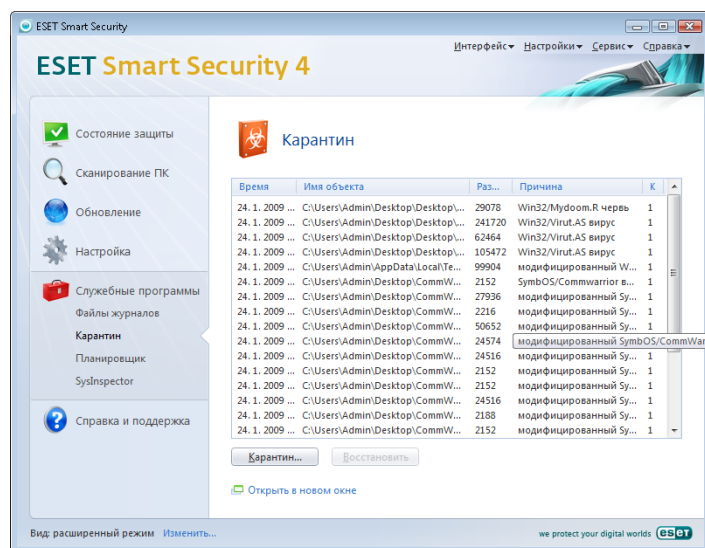 ESET Smart Security
Интерфейс Настройки Сервис Справка
ESET Smart Security 4
Состояние защиты
Сканирование ПК
Обновление
Настройка
Служебные программы
Файлы журналов
Карантин
Планировщик
SysInspector
Справка и поддержка
Карантин
Время Имя объекта Раз... Причина К
24. 1. 2009 ... C:\Users\Admin\Desktop\Desktop\... 29078 Win32/Mydoom.R червь 1
24. 1. 2009 ... C:\Users\Admin\Desktop\Desktop\... 241720 Win32/Virut.AS вирус 1
24. 1. 2009 ... C:\Users\Admin\Desktop\Desktop\... 62464 Win32/Virut.AS вирус 1
24. 1. 2009 ... C:\Users\Admin\Desktop\Desktop\... 105472 Win32/Virut.AS вирус 1
24. 1. 2009 ... C:\Users\Admin\AppData\Local\Te... 99904 модифицированный W... 1
24. 1. 2009 ... C:\Users\Admin\Desktop\CommW... 2152 SymbOS/Commwarrior в... 1
24. 1. 2009 ... C:\Users\Admin\Desktop\CommW... 27936 модифицированный Sy... 1
24. 1. 2009 ... C:\Users\Admin\Desktop\CommW... 2216 модифицированный Sy... 1
24. 1. 2009 ... C:\Users\Admin\Desktop\CommW... 50652 модифицированный Sy... 1
24. 1. 2009 ... C:\Users\Admin\Desktop\CommW... 24574 модифицированный SymbOS/CommWar
24. 1. 2009 ... C:\Users\Admin\Desktop\CommW... 24516 модифицированный Sy... 1
24. 1. 2009 ... C:\Users\Admin\Desktop\CommW... 2152 модифицированный Sy... 1
24. 1. 2009 ... C:\Users\Admin\Desktop\CommW... 2152 модифицированный Sy... 1
24. 1. 2009 ... C:\Users\Admin\Desktop\CommW... 24516 модифицированный Sy... 1
24. 1. 2009 ... C:\Users\Admin\Desktop\CommW... 2188 модифицированный Sy... 1
24. 1. 2009 ... C:\Users\Admin\Desktop\CommW... 2152 модифицированный Sy... 1
Карантин... Восстановить
Открыть в новом окне
Вид: расширенный режим Изменить...
we protect your digital worlds eseT